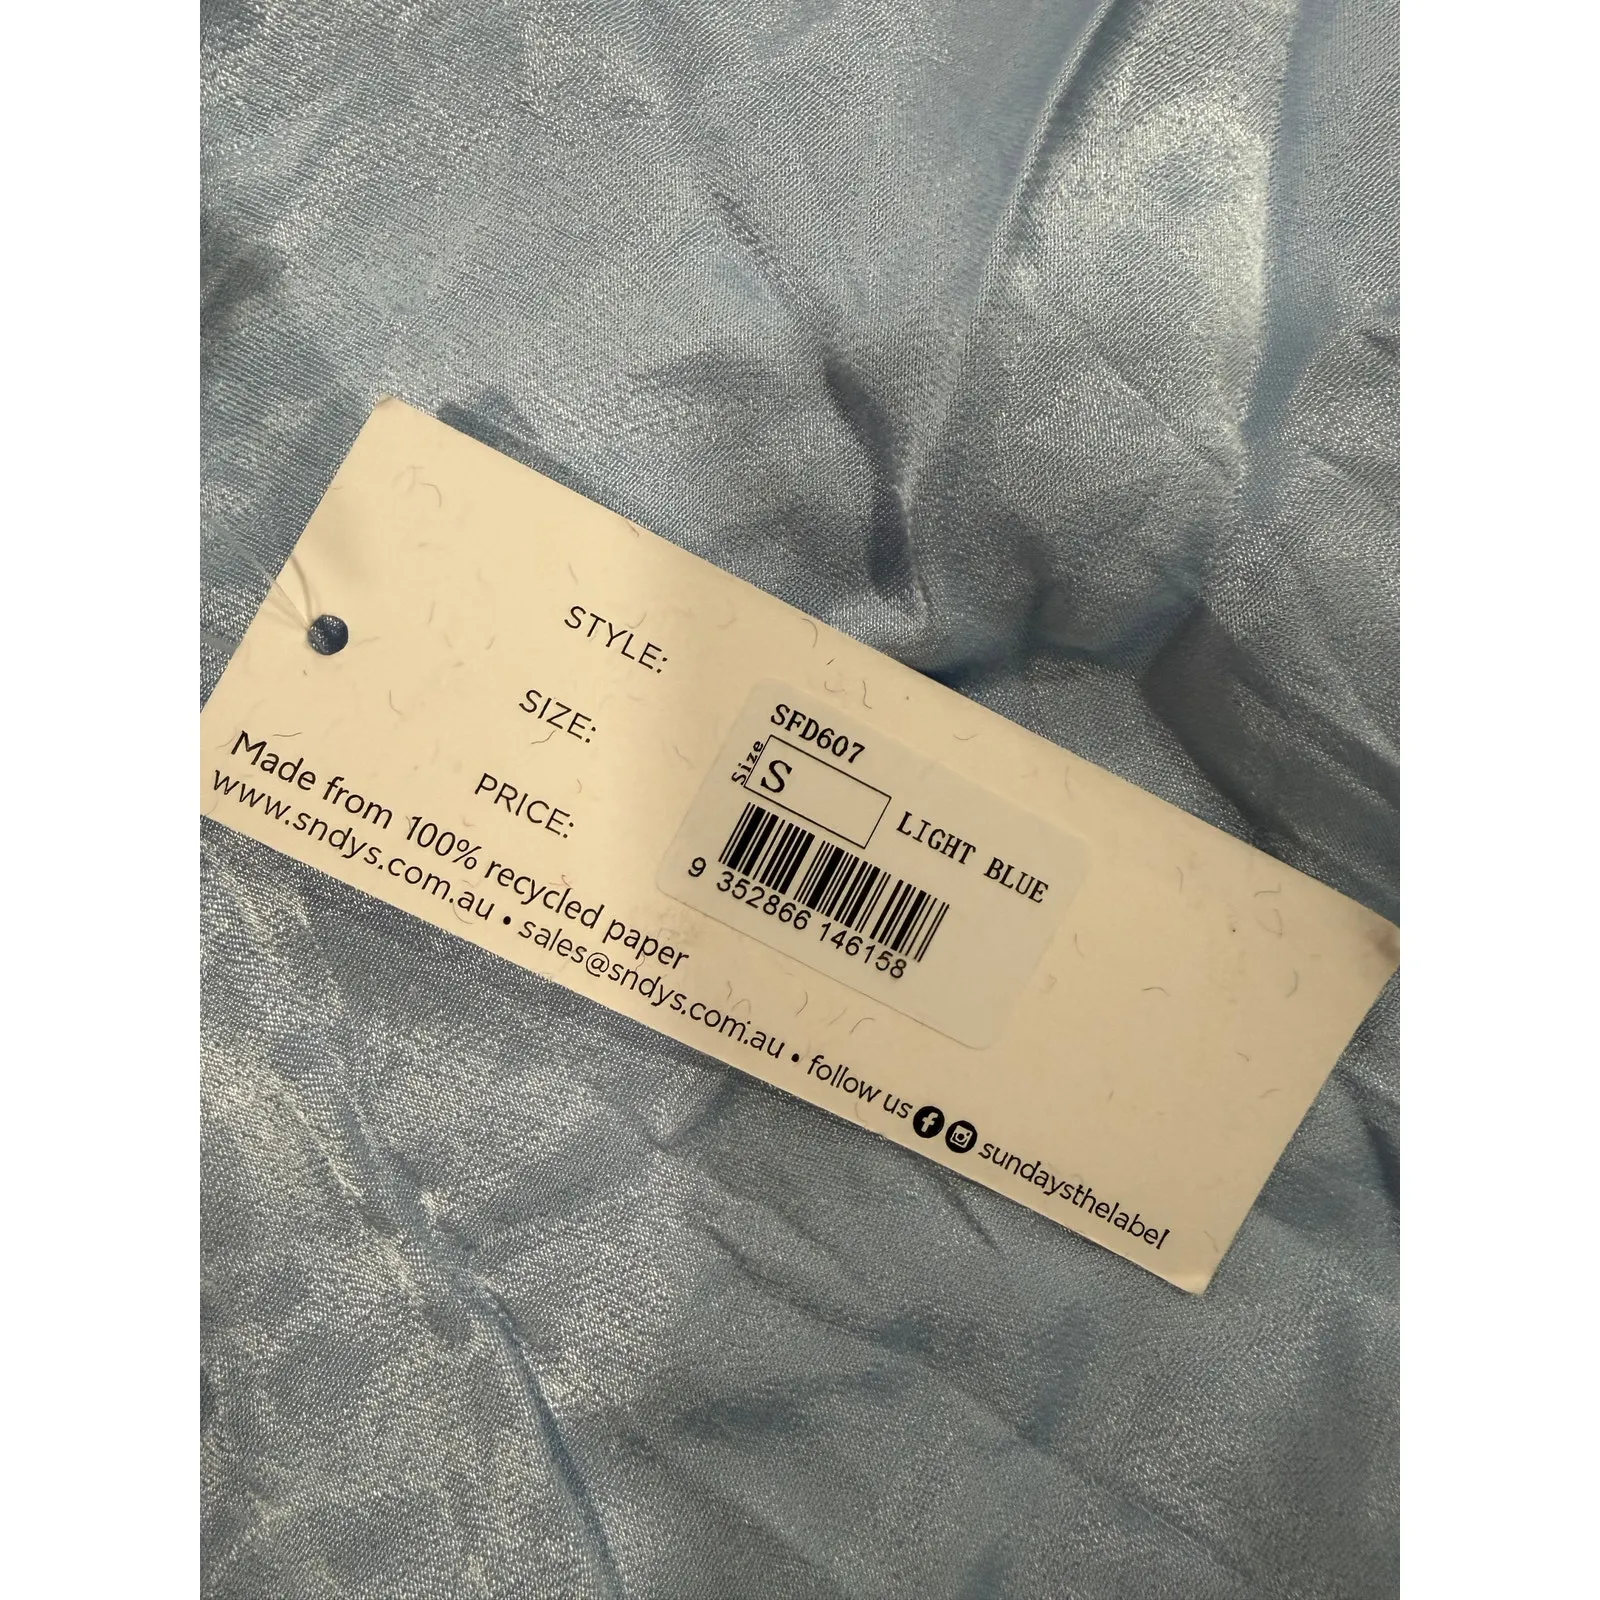 STYLE:
SIZE:
PRICE:
SFD607
Size
S
LIGHT BLUE
9 352866 146158
Made from 100% recycled paper
www.sndys.com.au • sales@sndys.com.au • follow us sundaysthelabel